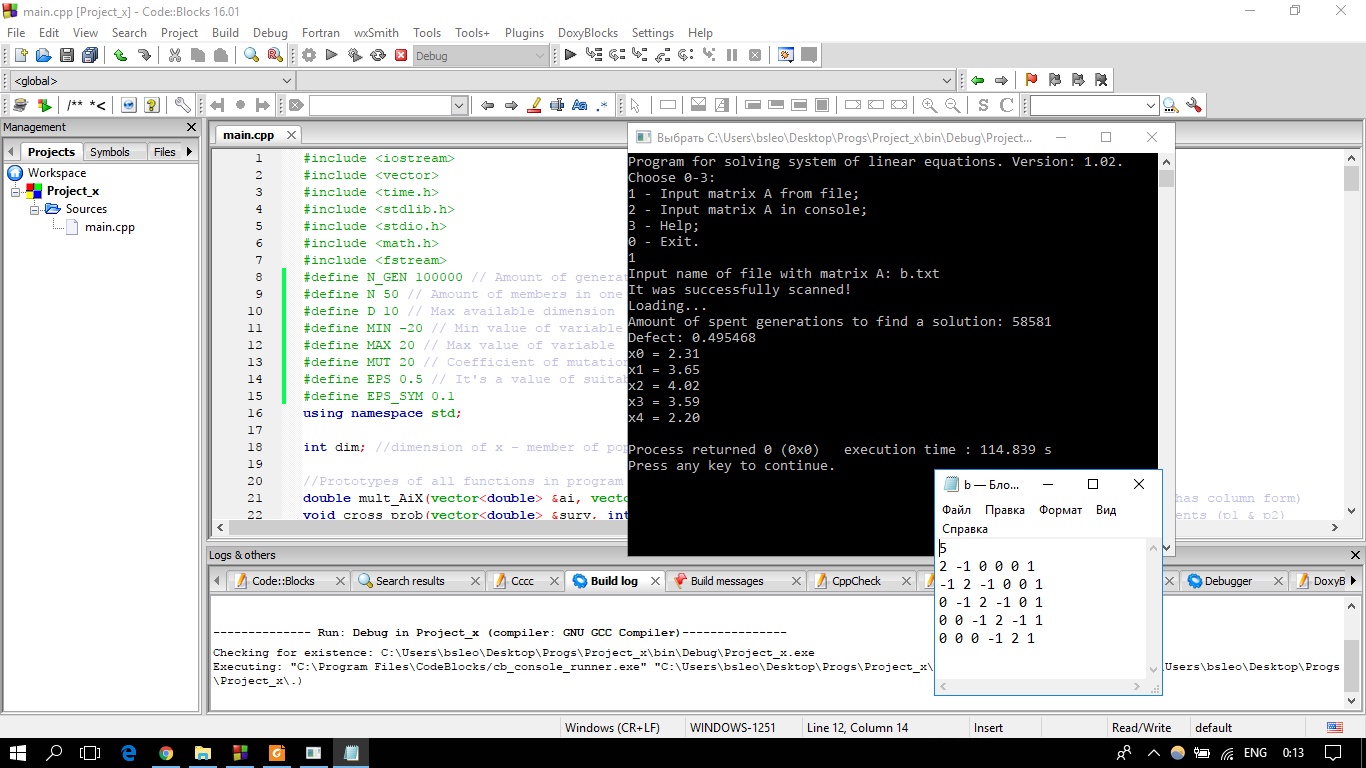 main.cpp [Project_x] - Code::Blocks 16.01
File Edit View Search Project Build Debug Fortran wxSmith Tools Tools+ Plugins DoxyBlocks Settings Help
Debug
<global>
/** *<
Aa .*
S C
Management
Projects Symbols Files
Workspace
Project_x
Sources
main.cpp
main.cpp
1 #include <iostream>
2 #include <vector>
3 #include <time.h>
4 #include <stdlib.h>
5 #include <stdio.h>
6 #include <math.h>
7 #include <fstream>
8 #define N_GEN 100000 // Amount of generat
9 #define N 50 // Amount of members in one
10 #define D 10 // Max available dimension
11 #define MIN -20 // Min value of variable
12 #define MAX 20 // Max value of variable
13 #define MUT 20 // Coefficient of mutation
14 #define EPS 0.5 // It's a value of suitab
15 #define EPS_SYM 0.1
16 using namespace std;
17
18 int dim; //dimension of x - member of pop
19
20 //Prototypes of all functions in program
21 double mult_AiX(vector<double> &ai, vecto
has column form)
22 void cross_prob(vector<double> &surv, int
ents (p1 & p2)
Выбрать C:\Users\bsleo\Desktop\Progs\Project_x\bin\Debug\Project...
Program for solving system of linear equations. Version: 1.02.
Choose 0-3:
1 - Input matrix A from file;
2 - Input matrix A in console;
3 - Help;
0 - Exit.
1
Input name of file with matrix A: b.txt
It was successfully scanned!
Loading...
Amount of spent generations to find a solution: 58581
Defect: 0.495468
x0 = 2.31
x1 = 3.65
x2 = 4.02
x3 = 3.59
x4 = 2.20
Process returned 0 (0x0) execution time : 114.839 s
Press any key to continue.
b — Бло...
Файл Правка Формат Вид
Справка
5
2 -1 0 0 0 1
-1 2 -1 0 0 1
0 -1 2 -1 0 1
0 0 -1 2 -1 1
0 0 0 -1 2 1
Logs & others
Code::Blocks Search results Cccc Build log Build messages CppCheck Debugger DoxyB
-------------- Run: Debug in Project_x (compiler: GNU GCC Compiler)---------------
Checking for existence: C:\Users\bsleo\Desktop\Progs\Project_x\bin\Debug\Project_x.exe
Executing: "C:\Program Files\CodeBlocks/cb_console_runner.exe" "C:\Users\bsleo\Desktop\Progs\Project_x\
Users\bsleo\Desktop\Progs
\Project_x\.)
Windows (CR+LF) WINDOWS-1251 Line 12, Column 14 Insert Read/Write default
ENG 0:13